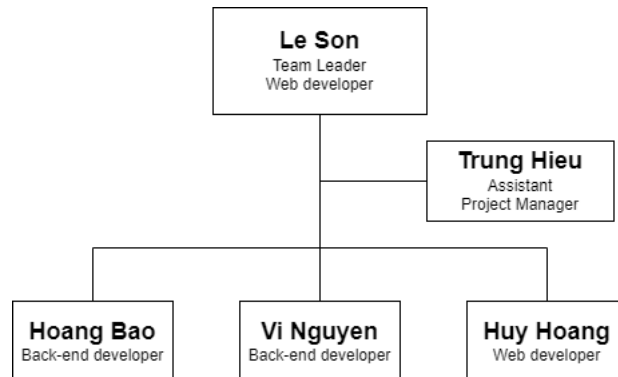 Le Son
Team Leader
Web developer
Trung Hieu
Assistant
Project Manager
Hoang Bao
Back-end developer
Vi Nguyen
Back-end developer
Huy Hoang
Web developer